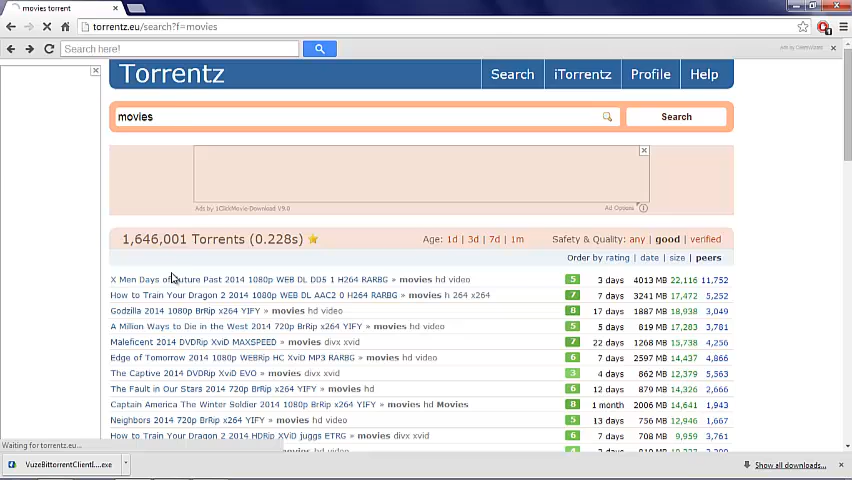 movies torrent
torrentz.eu/search?f=movies
Search here!
Torrentz Search iTorrentz Profile Help
movies Search
Ads by 1ClickMovie-Download V9.0 Ad Options
1,646,001 Torrents (0.228s) Age: 1d | 3d | 7d | 1m Safety & Quality: any | good | verified
Order by rating | date | size | peers
X Men Days of Future Past 2014 1080p WEB DL DD5 1 H264 RARBG » movies hd video 5 3 days 4013 MB 22,116 11,752
How to Train Your Dragon 2 2014 1080p WEB DL AAC2 0 H264 RARBG » movies h 264 x264 7 7 days 3241 MB 17,472 5,252
Godzilla 2014 1080p BrRip x264 YIFY » movies hd video 8 17 days 1887 MB 18,938 3,049
A Million Ways to Die in the West 2014 720p BrRip x264 YIFY » movies hd video 5 5 days 819 MB 17,283 3,781
Maleficent 2014 DVDRip XviD MAXSPEED » movies divx xvid 7 22 days 1268 MB 15,738 4,256
Edge of Tomorrow 2014 1080p WEBRip HC XviD MP3 RARBG » movies hd video 6 7 days 2597 MB 14,437 4,866
The Captive 2014 DVDRip XviD EVO » movies divx xvid 3 4 days 862 MB 12,379 5,563
The Fault in Our Stars 2014 720p BrRip x264 YIFY » movies hd 6 12 days 879 MB 14,326 2,666
Captain America The Winter Soldier 2014 1080p BrRip x264 YIFY » movies hd Movies 8 1 month 2006 MB 14,641 1,943
Neighbors 2014 720p BrRip x264 YIFY » movies hd video 5 13 days 756 MB 12,946 1,667
How to Train Your Dragon 2 2014 HDRip XviD juggs ETRG » movies divx xvid 6 7 days 708 MB 9,959 3,761
Waiting for torrentz.eu...
VuzeBittorrentClientI....exe Show all downloads...